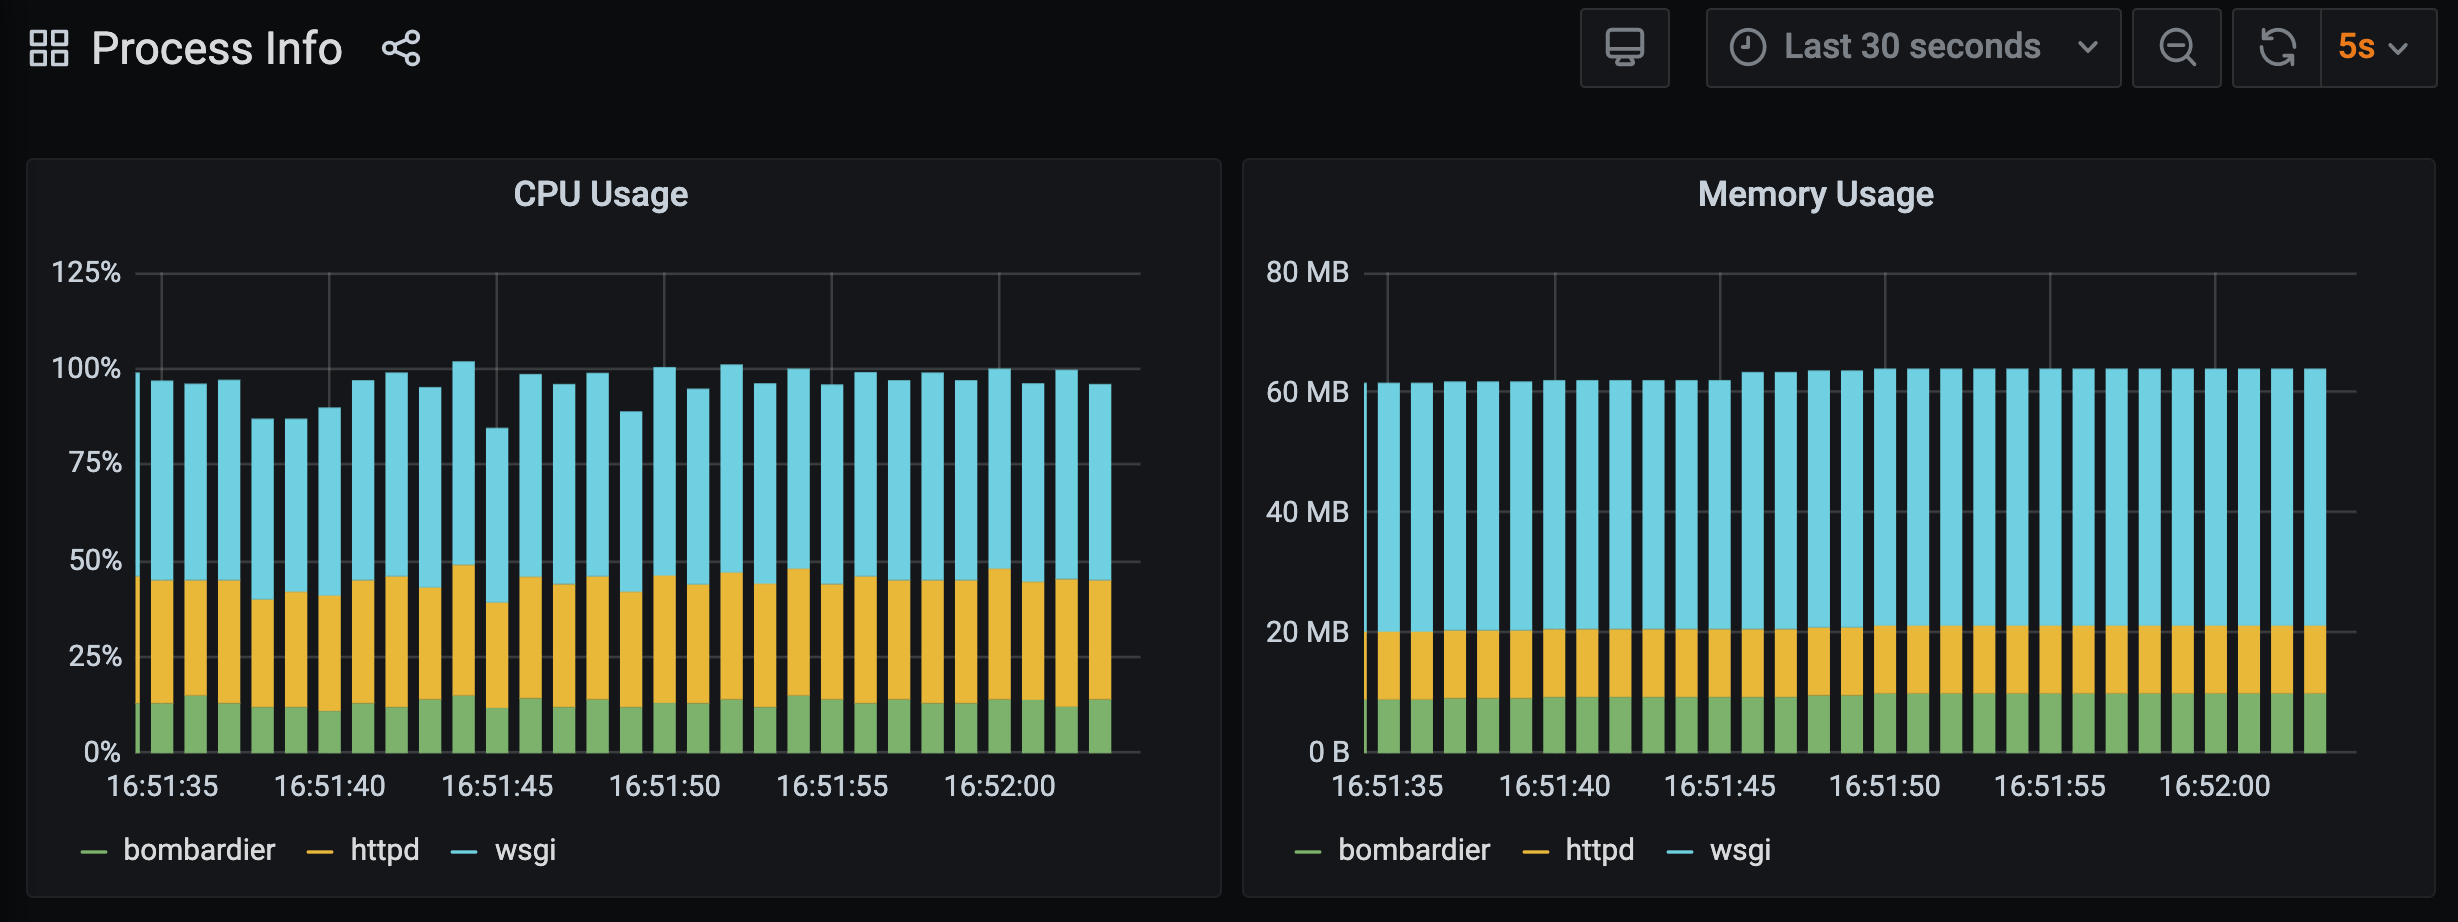 Process Info
Last 30 seconds
5s
CPU Usage
125%
100%
75%
50%
25%
0%
16:51:35 16:51:40 16:51:45 16:51:50 16:51:55 16:52:00
bombardier httpd wsgi
Memory Usage
80 MB
60 MB
40 MB
20 MB
0 B
16:51:35 16:51:40 16:51:45 16:51:50 16:51:55 16:52:00
bombardier httpd wsgi